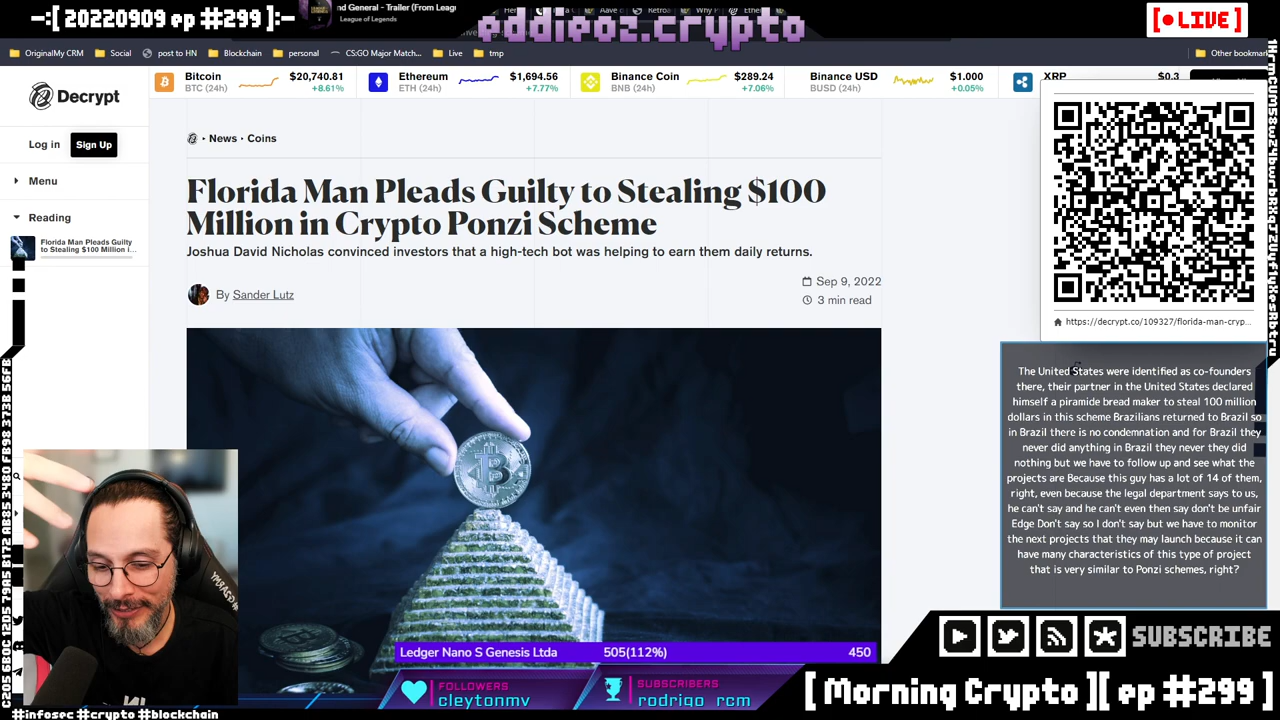 -:[ 20220909 ep #299 ]:-
nd General - Trailer (From Leag
League of Legends
eddieoz.crypto
[ • LIVE ]
OriginalMy CRM
Social
post to HN
Blockchain
personal
CS:GO Major Match...
Live
tmp
Other bookmar
Decrypt
Bitcoin
BTC (24h)
$20,740.81
+8.61%
Ethereum
ETH (24h)
$1,694.56
+7.77%
Binance Coin
BNB (24h)
$289.24
+7.06%
Binance USD
BUSD (24h)
$1.000
+0.05%
XRP
$0.3
Log in
Sign Up
Menu
Reading
Florida Man Pleads Guilty
to Stealing $100 Million i...
News · Coins
Florida Man Pleads Guilty to Stealing $100
Million in Crypto Ponzi Scheme
Joshua David Nicholas convinced investors that a high-tech bot was helping to earn them daily returns.
By Sander Lutz
Sep 9, 2022
3 min read
https://decrypt.co/109327/florida-man-cryp...
The United States were identified as co-founders
there, their partner in the United States declared
himself a piramide bread maker to steal 100 million
dollars in this scheme Brazilians returned to Brazil so
in Brazil there is no condemnation and for Brazil they
never did anything in Brazil they never they did
nothing but we have to follow up and see what the
projects are Because this guy has a lot of 14 of them,
right, even because the legal department says to us,
he can't say and he can't even then say don't be unfair
Edge Don't say so I don't say but we have to monitor
the next projects that they may launch because it can
have many characteristics of this type of project
that is very similar to Ponzi schemes, right?
Ledger Nano S Genesis Ltda
505(112%)
450
FOLLOWERS
cleytonmv
SUBSCRIBERS
rodrigo_rcm
SUBSCRIBE
[ Morning Crypto ][ ep #299 ]
#infosec #crypto #blockchain